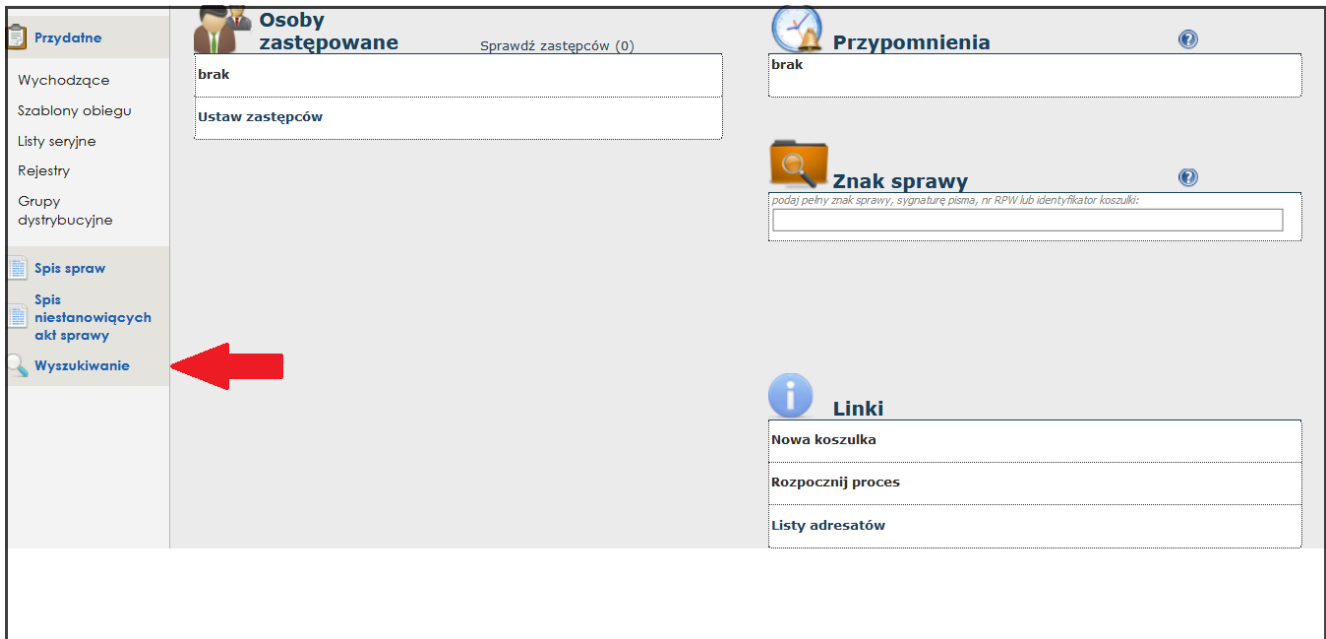 Przydatne
Wychodzące
Szablony obiegu
Listy seryjne
Rejestry
Grupy
dystrybucyjne
Spis spraw
Spis
niestanowiących
akt sprawy
Wyszukiwanie
Osoby
zastępowane
Sprawdź zastępców (0)
brak
Ustaw zastępców
Przypomnienia
brak
Znak sprawy
podaj pełny znak sprawy, sygnaturę pisma, nr RPW lub identyfikator koszulki:
Linki
Nowa koszulka
Rozpocznij proces
Listy adresatów